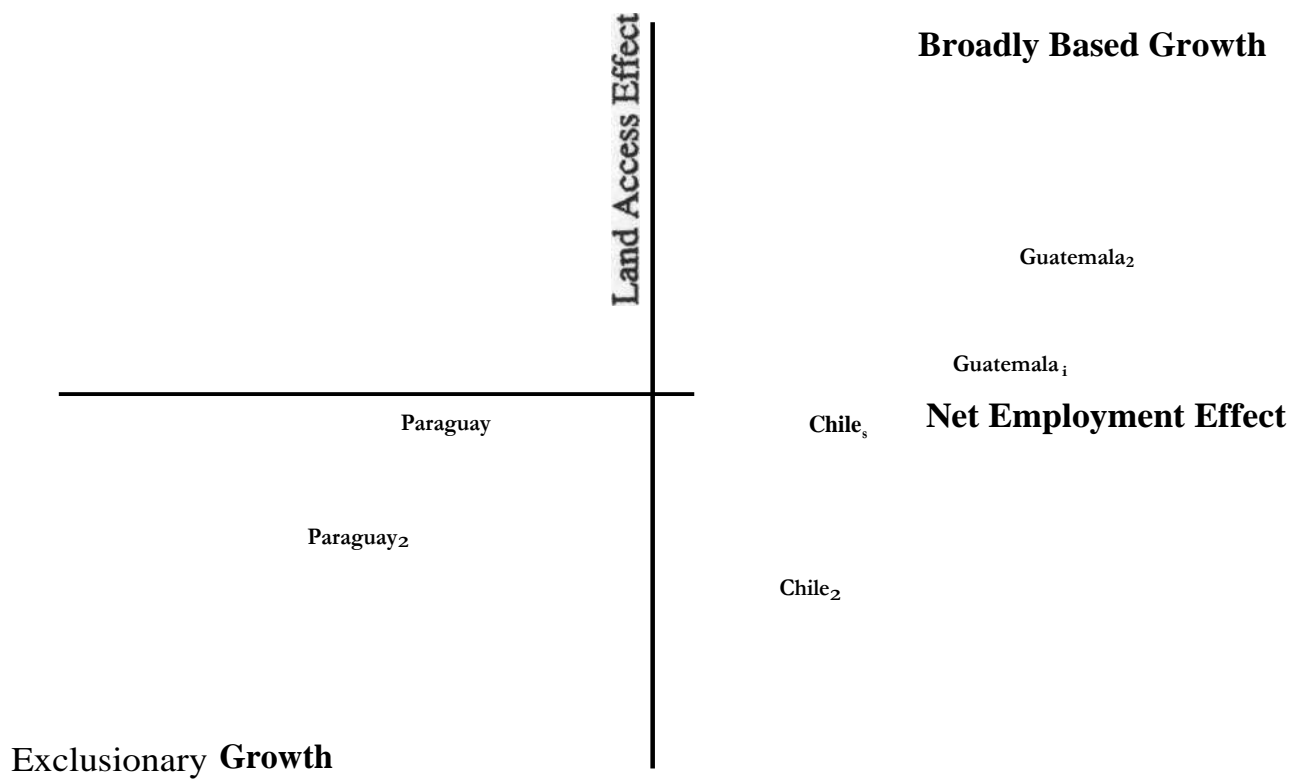 Land Access Effect
Broadly Based Growth
Guatemala₂
Guatemala i
Paraguay
Chile s
Net Employment Effect
Paraguay2
Chile2
Exclusionary Growth